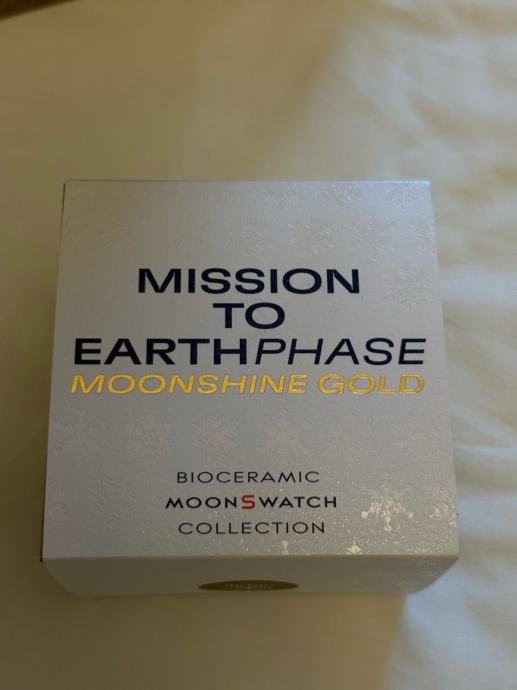 MISSION
TO
EARTHPHASE
MOONSHINE GOLD
BIOCERAMIC
MOONSWATCH
COLLECTION